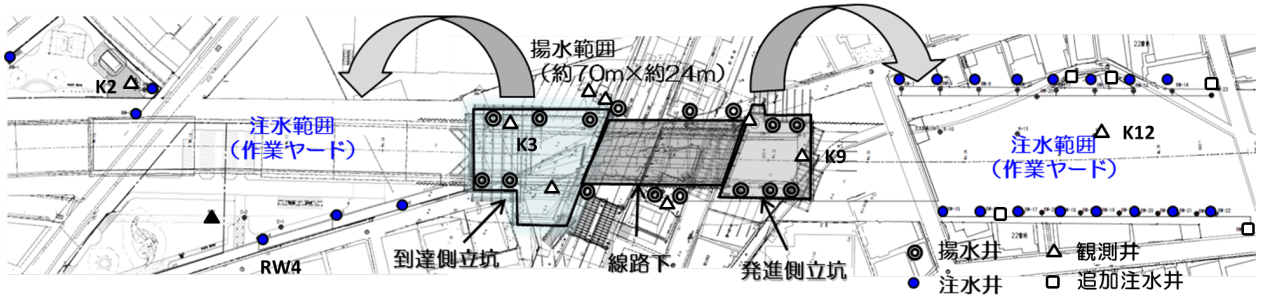 揚水範囲
(約70m×約24m)
K2
注水範囲
(作業ヤード)
K3
K9
K12
注水範囲
(作業ヤード)
RW4
到達側立坑
線路下
発進側立坑
揚水井
観測井
注水井
追加注水井